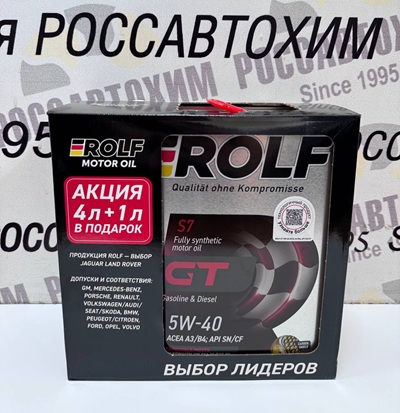 я РОССАВТОХИМ
РОССАВТОХИМ
Since 1995
ROLF
MOTOR OIL
АКЦИЯ
4 л + 1 л
В ПОДАРОК
ПРОДУКЦИЯ ROLF — ВЫБОР
JAGUAR LAND ROVER
ДОПУСКИ И СООТВЕТСТВИЯ:
GM, MERCEDES-BENZ,
PORSCHE, RENAULT,
VOLKSWAGEN/AUDI/
SEAT/SKODA, BMW,
PEUGEOT/CITROEN,
FORD, OPEL, VOLVO
ROLF
Qualität ohne Kompromisse
S7
Fully synthetic
motor oil
GT
Gasoline & Diesel
5W-40
ACEA A3/B4; API SN/CF
ВЫБОР ЛИДЕРОВ